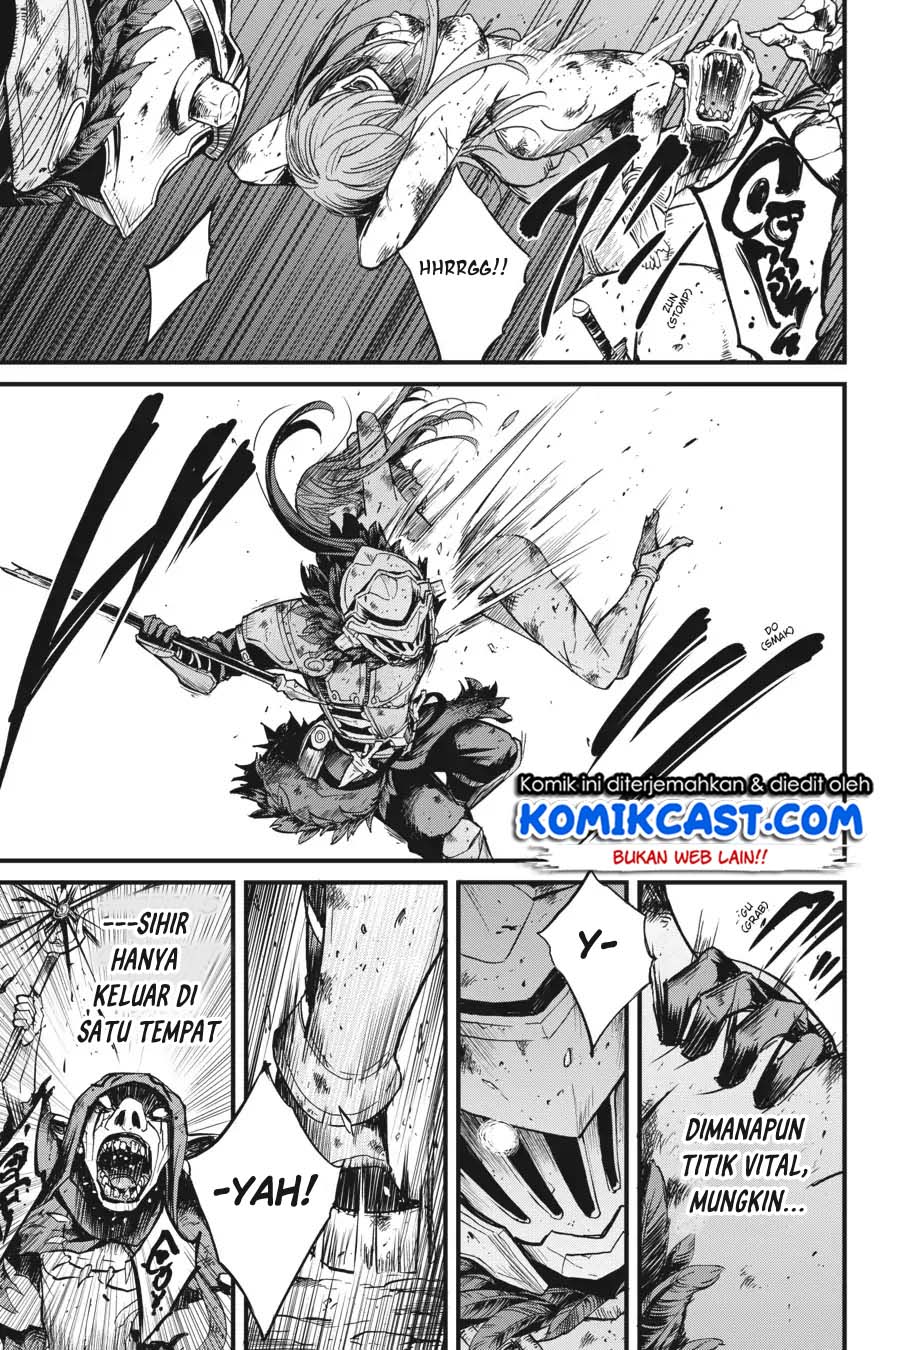 HHRRGG!!
ZUN
(STOMP)
DO
(SMAK)
Komik ini diterjemahkan & diedit oleh
KOMIKCAST.COM
BUKAN WEB LAIN!!
GU
(GRAB)
DIMANAPUN
TITIK VITAL,
MUNGKIN...
Y-
-YAH!
---SIHIR
HANYA
KELUAR DI
SATU TEMPAT